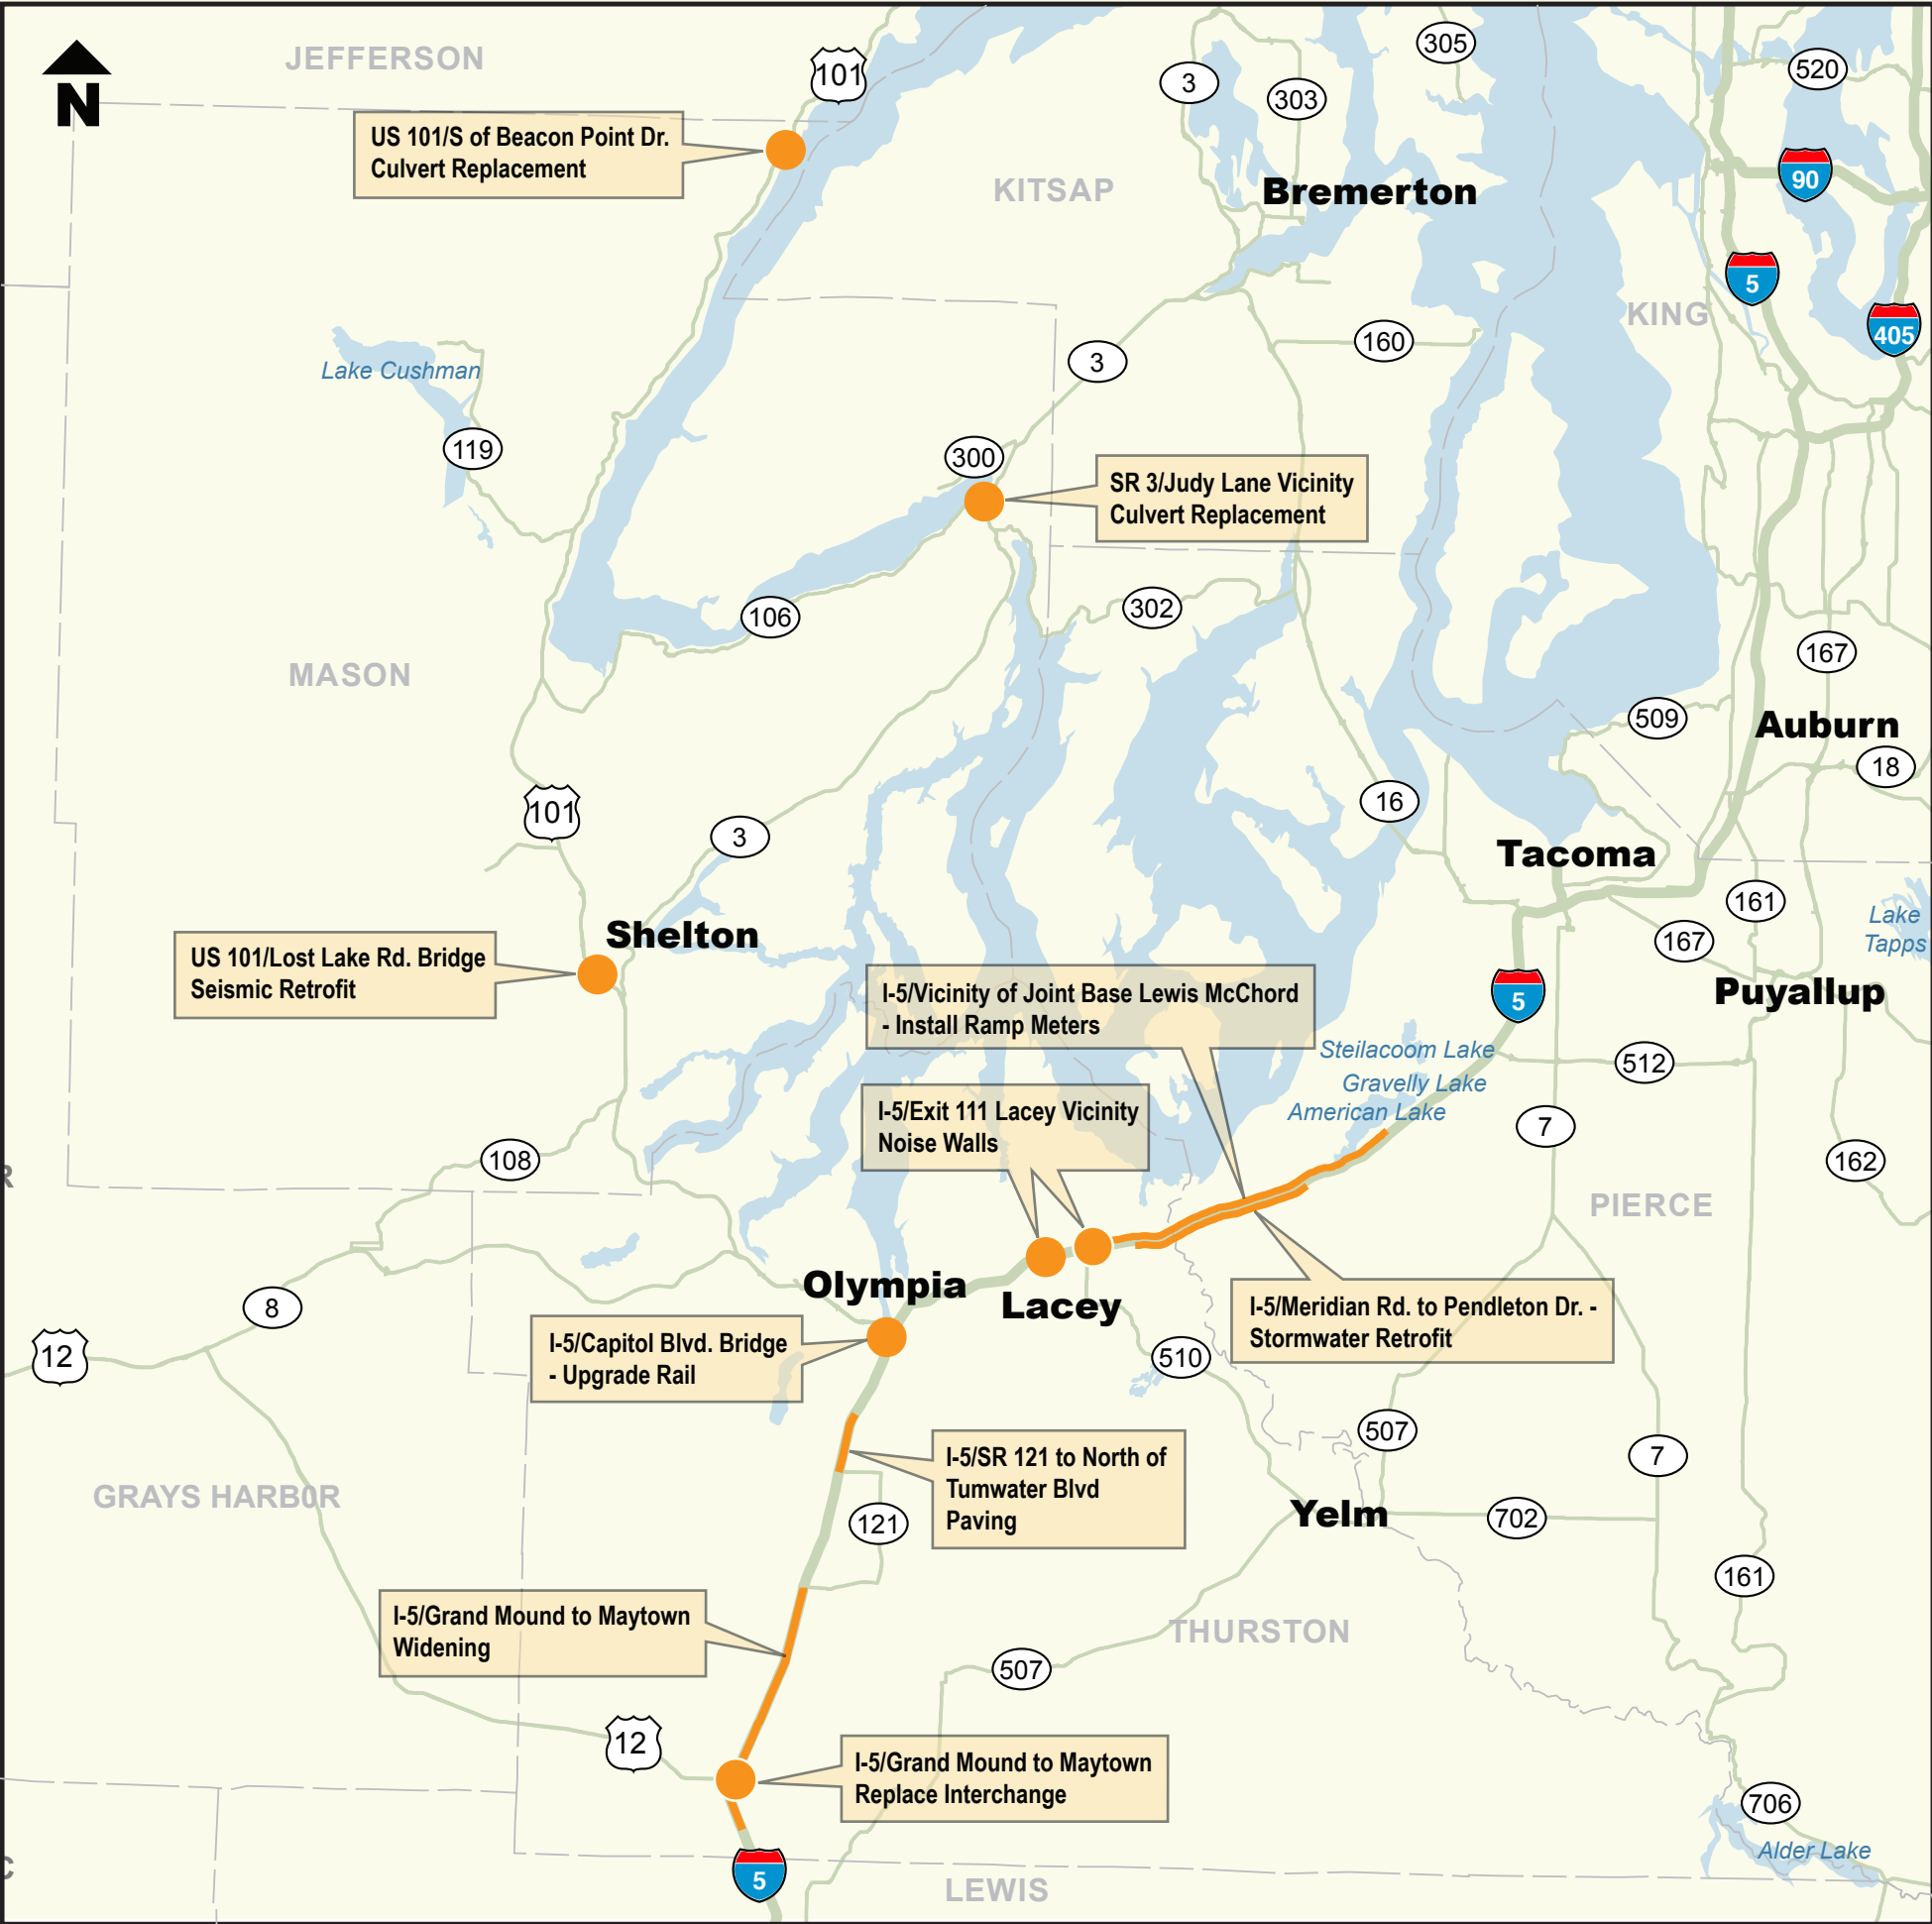 JEFFERSON
101
3
305
303
520
N
US 101/S of Beacon Point Dr.
Culvert Replacement
KITSAP
Bremerton
90
5
KING
405
Lake Cushman
3
160
119
300
SR 3/Judy Lane Vicinity
Culvert Replacement
106
302
MASON
167
509
Auburn
18
101
3
16
Tacoma
161
Lake
Tapps
Shelton
167
US 101/Lost Lake Rd. Bridge
Seismic Retrofit
I-5/Vicinity of Joint Base Lewis McChord
- Install Ramp Meters
5
Puyallup
Steilacoom Lake
512
Gravelly Lake
American Lake
I-5/Exit 111 Lacey Vicinity
Noise Walls
7
108
162
R
PIERCE
Olympia
Lacey
8
I-5/Meridian Rd. to Pendleton Dr. -
Stormwater Retrofit
12
I-5/Capitol Blvd. Bridge
- Upgrade Rail
510
507
7
I-5/SR 121 to North of
Tumwater Blvd
Paving
GRAYS HARB0R
121
Yelm
702
161
I-5/Grand Mound to Maytown
Widening
THURSTON
507
12
I-5/Grand Mound to Maytown
Replace Interchange
706
Alder Lake
C
5
LEWIS